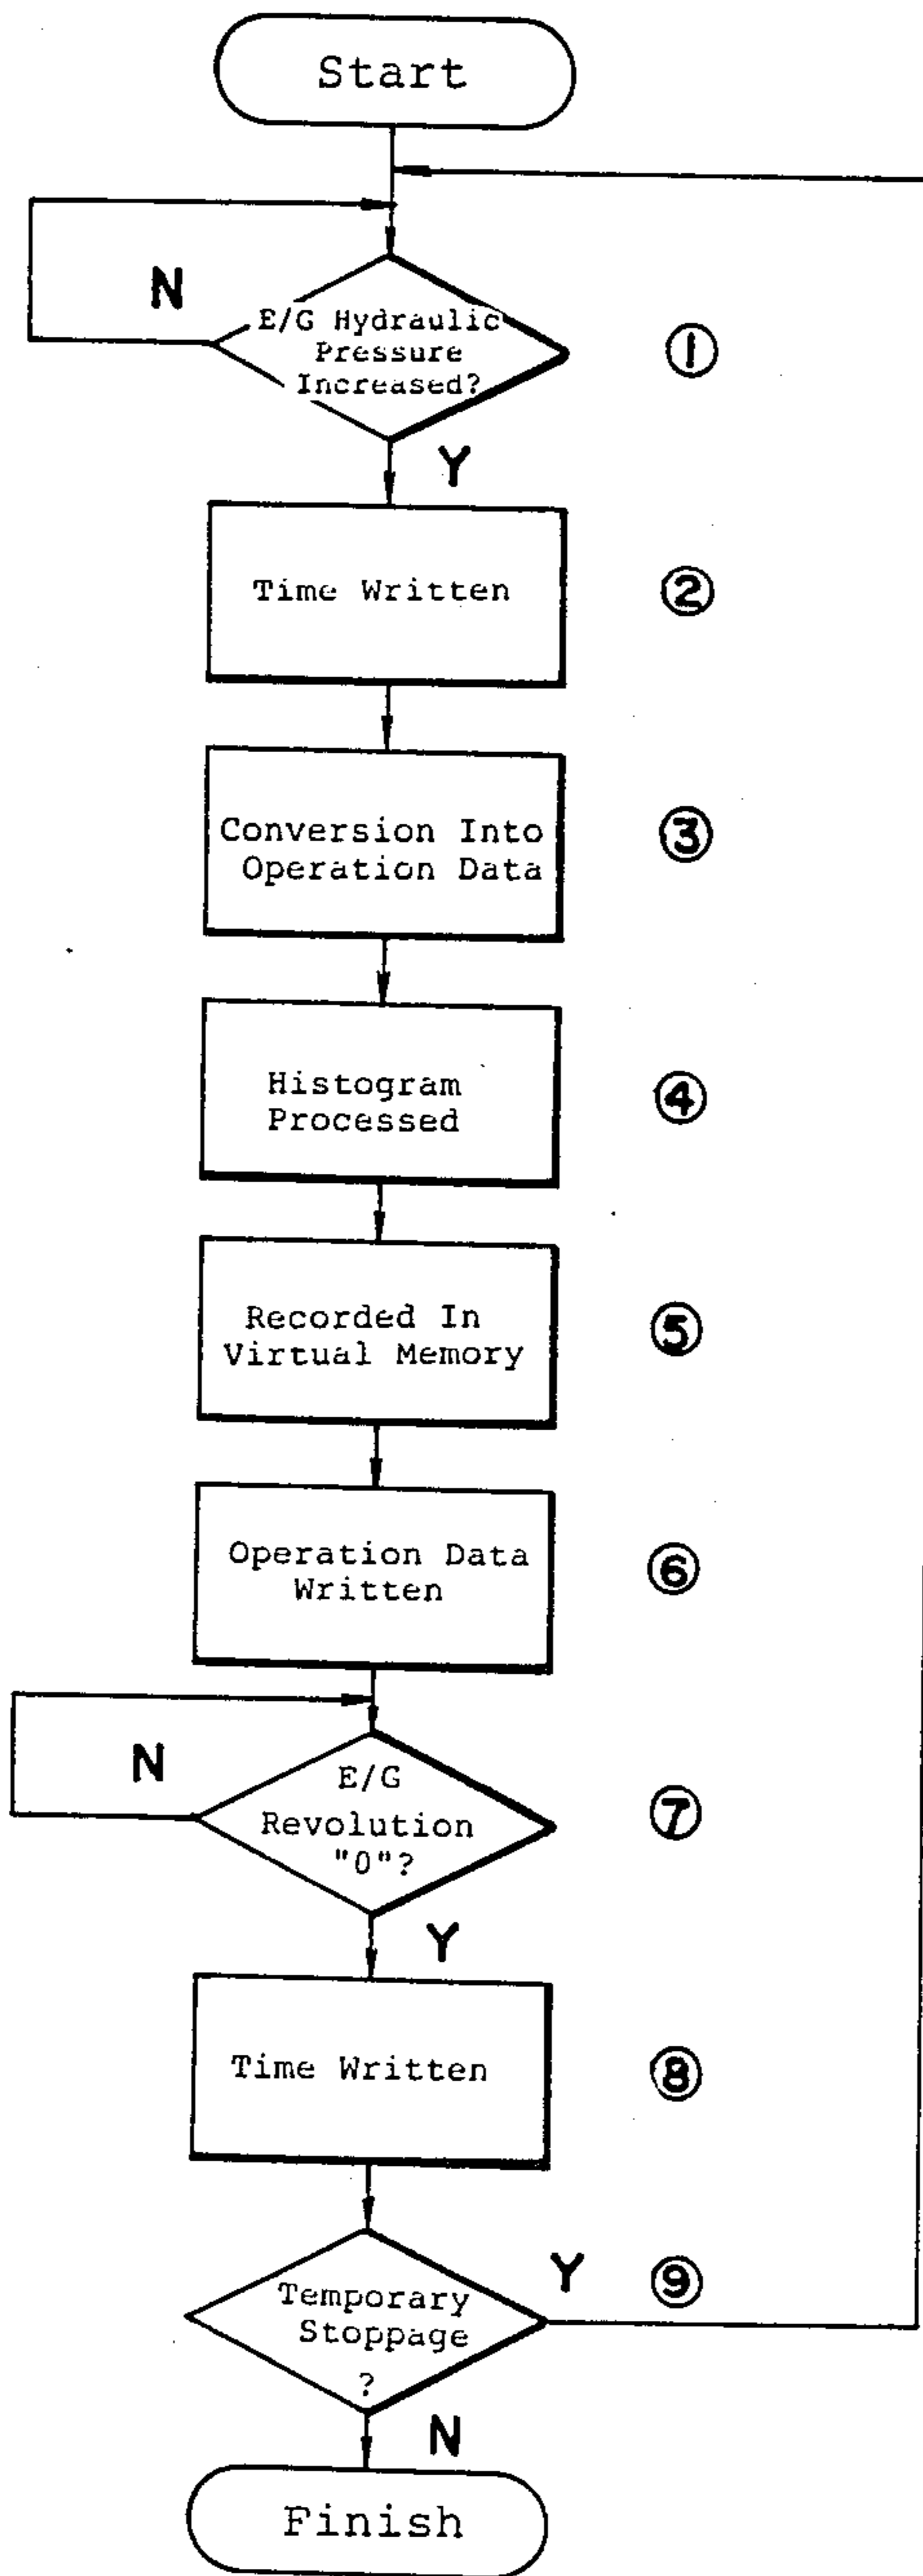 Start
N
E/G Hydraulic
Pressure
Increased?
①
Y
Time Written
②
Conversion Into
Operation Data
③
Histogram
Processed
④
Recorded In
Virtual Memory
⑤
Operation Data
Written
⑥
N
E/G
Revolution
"0"?
⑦
Y
Time Written
⑧
Y
⑨
Temporary
Stoppage
?
N
Finish